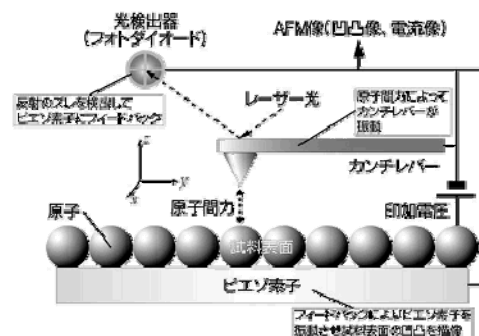 光検出器
(フォトダイオード)
AFM像(凹凸像、電流像)
反射のズレを検出して
ピエゾ素子にフィードバック
レーザー光
原子間力によって
カンチレバーが
振動
カンチレバー
z
y
x
原子
原子間力
印加電圧
試料表面
ピエゾ素子
フィードバックによりピエゾ素子を
振動させ試料表面の凹凸を描像